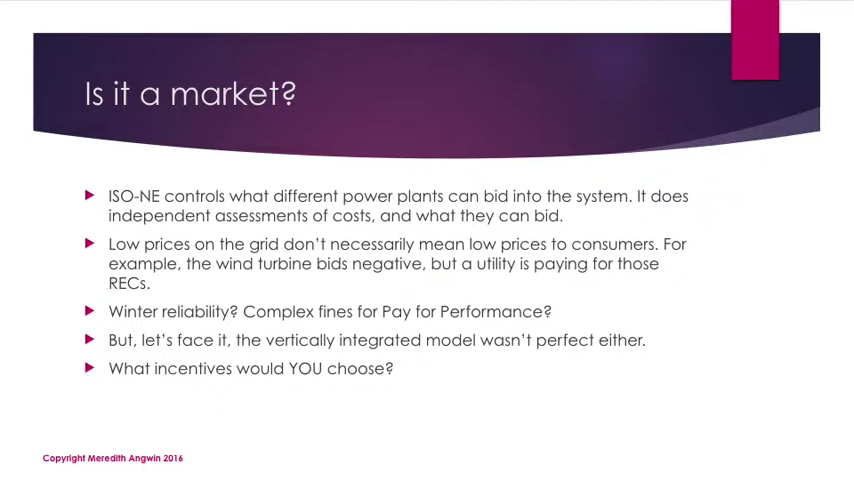 Is it a market?
ISO-NE controls what different power plants can bid into the system. It does
independent assessments of costs, and what they can bid.
Low prices on the grid don’t necessarily mean low prices to consumers. For
example, the wind turbine bids negative, but a utility is paying for those
RECs.
Winter reliability? Complex fines for Pay for Performance?
But, let’s face it, the vertically integrated model wasn’t perfect either.
What incentives would YOU choose?
Copyright Meredith Angwin 2016